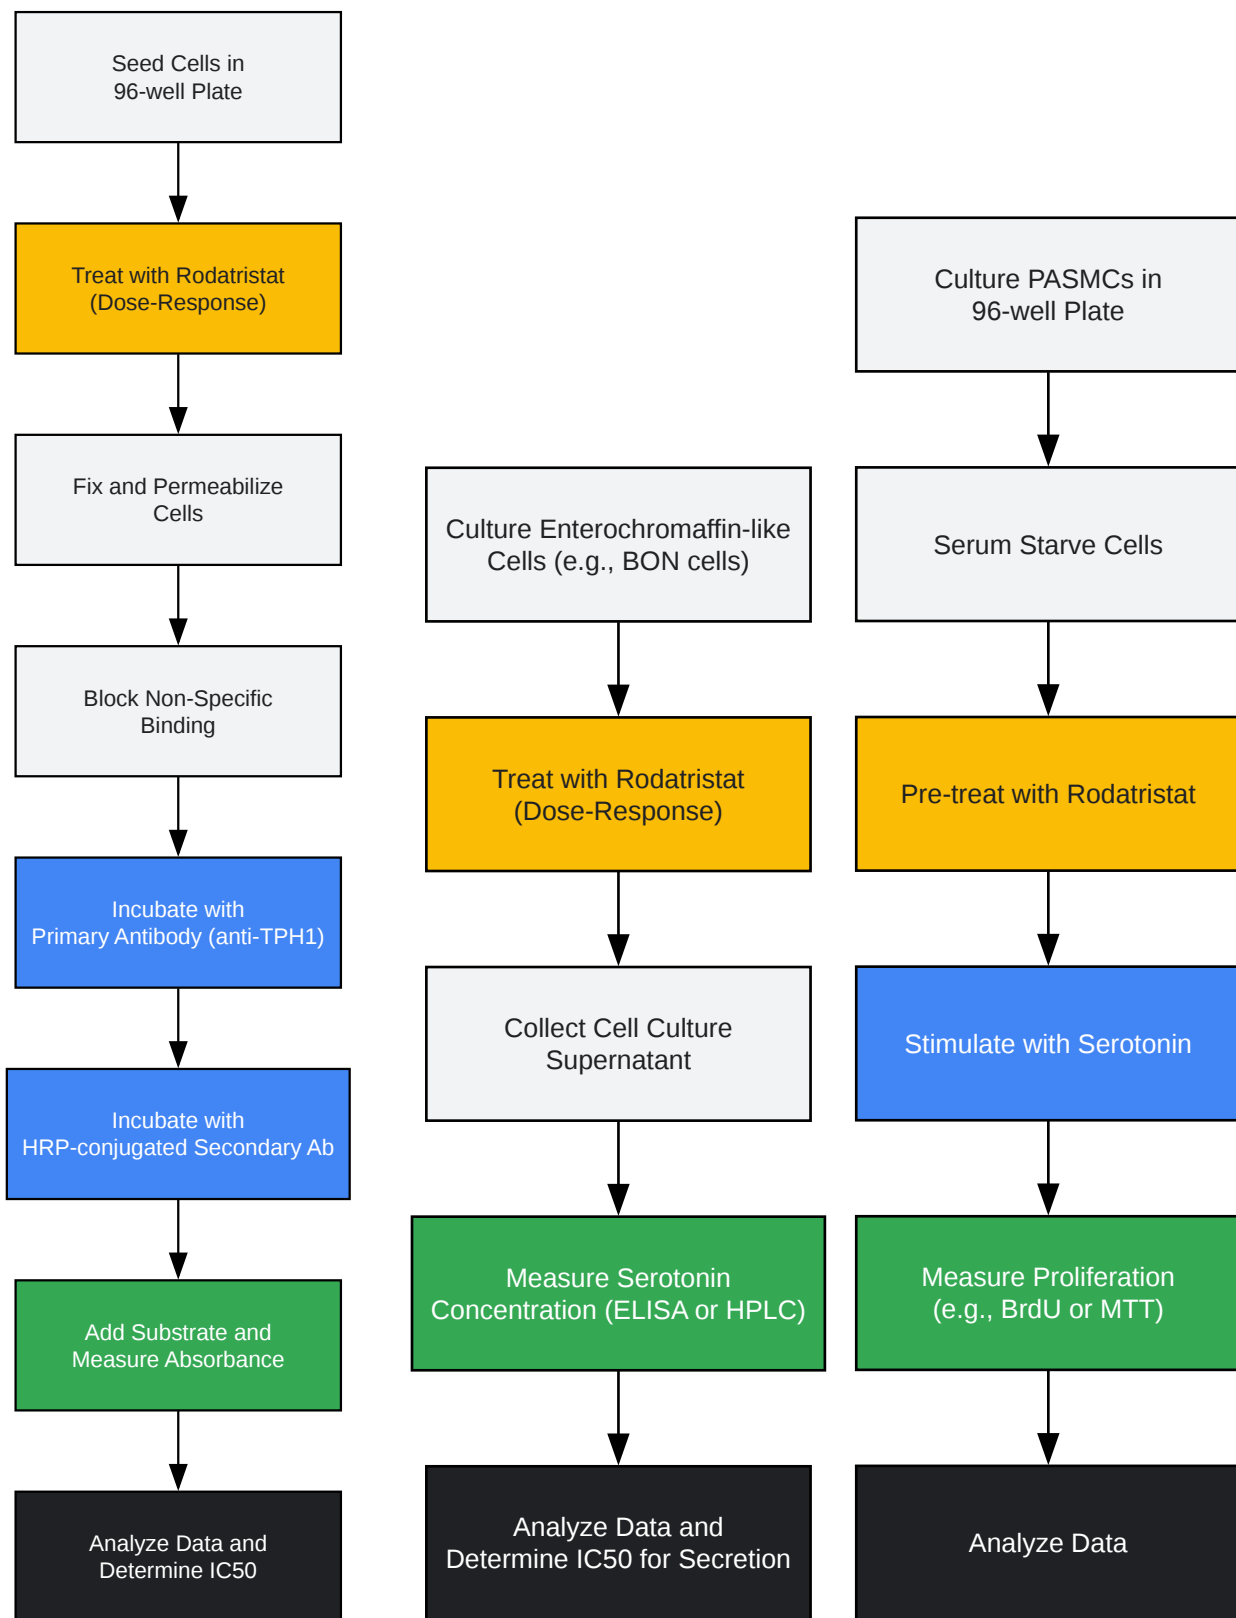 Seed Cells in
96-well Plate
Treat with Rodatristat
(Dose-Response)
Fix and Permeabilize
Cells
Block Non-Specific
Binding
Incubate with
Primary Antibody (anti-TPH1)
Incubate with
HRP-conjugated Secondary Ab
Add Substrate and
Measure Absorbance
Analyze Data and
Determine IC50
Culture Enterochromaffin-like
Cells (e.g., BON cells)
Treat with Rodatristat
(Dose-Response)
Collect Cell Culture
Supernatant
Measure Serotonin
Concentration (ELISA or HPLC)
Analyze Data and
Determine IC50 for Secretion
Culture PASMCs in
96-well Plate
Serum Starve Cells
Pre-treat with Rodatristat
Stimulate with Serotonin
Measure Proliferation
(e.g., BrdU or MTT)
Analyze Data